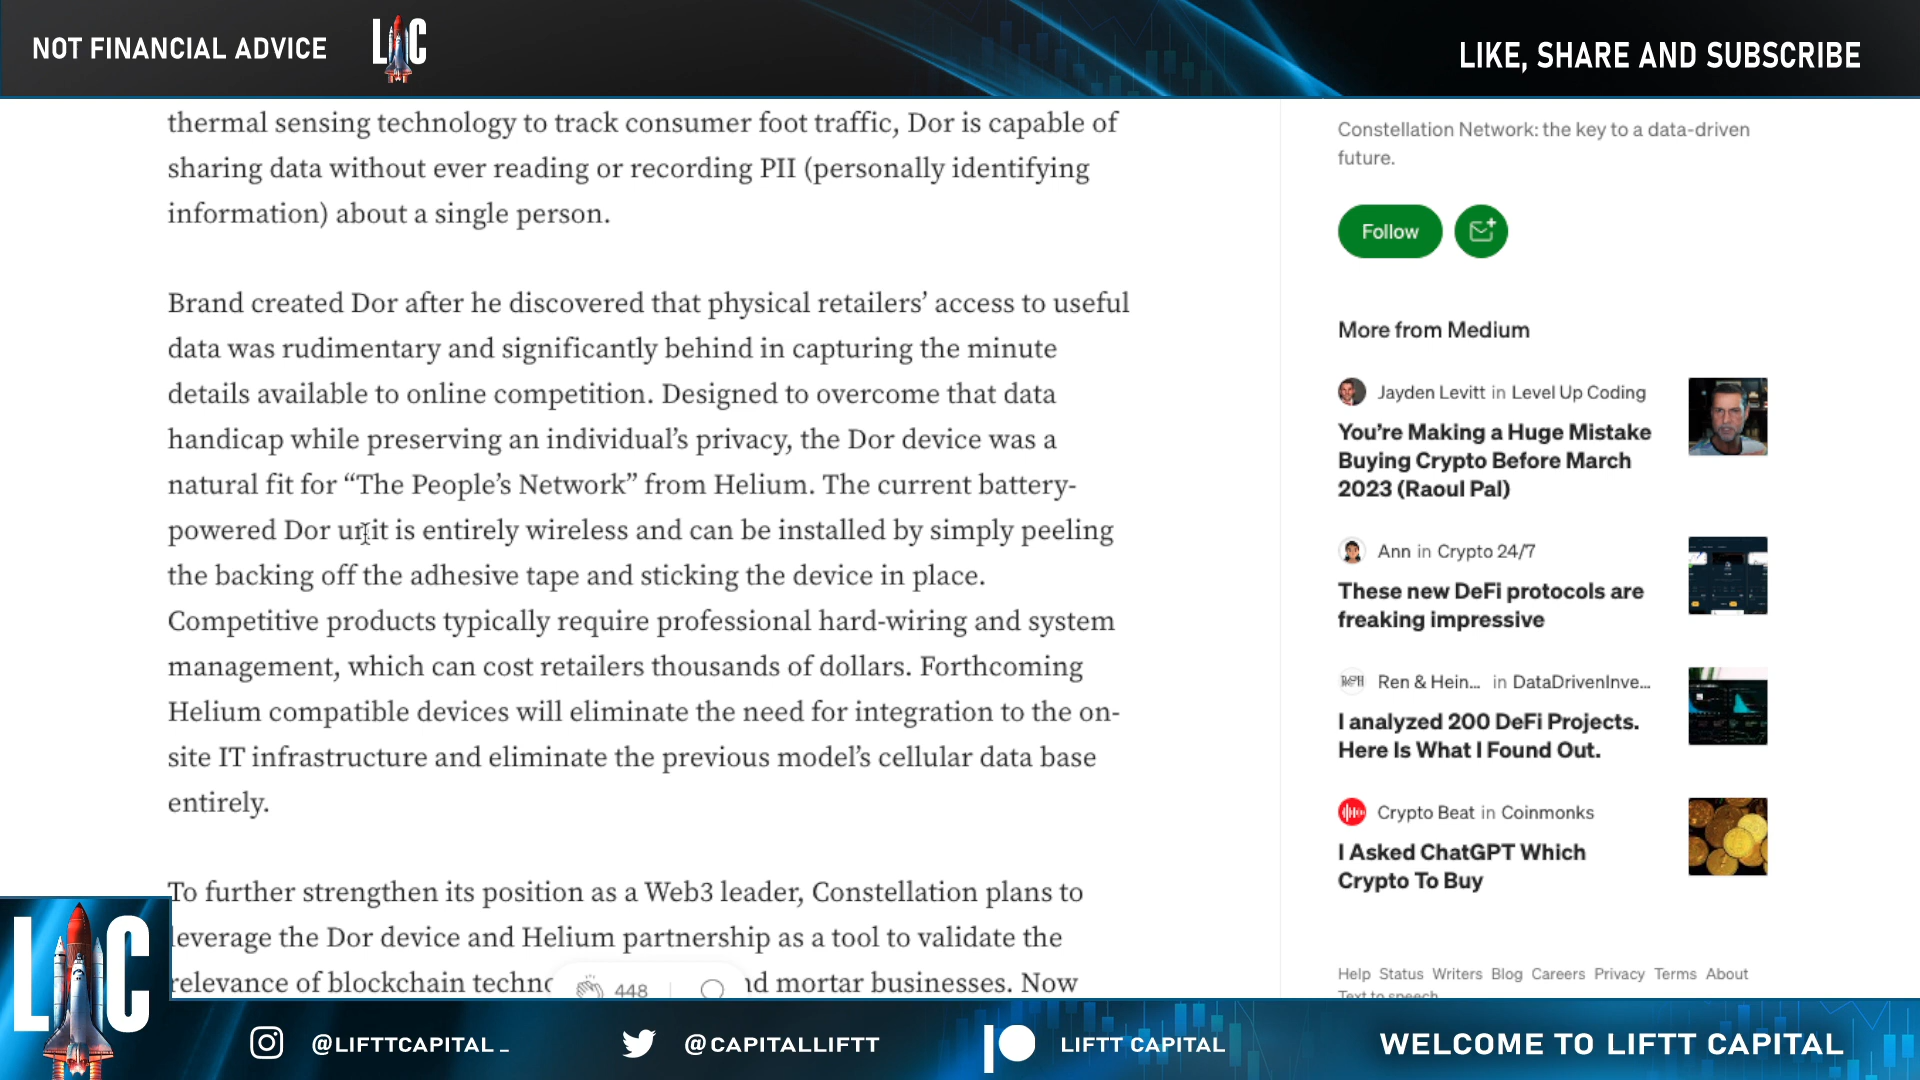 NOT FINANCIAL ADVICE
LC
LIKE, SHARE AND SUBSCRIBE
thermal sensing technology to track consumer foot traffic, Dor is capable of
sharing data without ever reading or recording PII (personally identifying
information) about a single person.
Brand created Dor after he discovered that physical retailers’ access to useful
data was rudimentary and significantly behind in capturing the minute
details available to online competition. Designed to overcome that data
handicap while preserving an individual’s privacy, the Dor device was a
natural fit for “The People’s Network” from Helium. The current battery-
powered Dor unit is entirely wireless and can be installed by simply peeling
the backing off the adhesive tape and sticking the device in place.
Competitive products typically require professional hard-wiring and system
management, which can cost retailers thousands of dollars. Forthcoming
Helium compatible devices will eliminate the need for integration to the on-
site IT infrastructure and eliminate the previous model’s cellular data base
entirely.
To further strengthen its position as a Web3 leader, Constellation plans to
leverage the Dor device and Helium partnership as a tool to validate the
relevance of blockchain techno
nd mortar businesses. Now
448
Constellation Network: the key to a data-driven
future.
Follow
More from Medium
Jayden Levitt in Level Up Coding
You’re Making a Huge Mistake
Buying Crypto Before March
2023 (Raoul Pal)
Ann in Crypto 24/7
These new DeFi protocols are
freaking impressive
Ren & Hein... in DataDrivenInve...
I analyzed 200 DeFi Projects.
Here Is What I Found Out.
Crypto Beat in Coinmonks
I Asked ChatGPT Which
Crypto To Buy
Help Status Writers Blog Careers Privacy Terms About
Text to speech
LC
@LIFTTCAPITAL_
@CAPITALLIFTT
LIFTT CAPITAL
WELCOME TO LIFTT CAPITAL